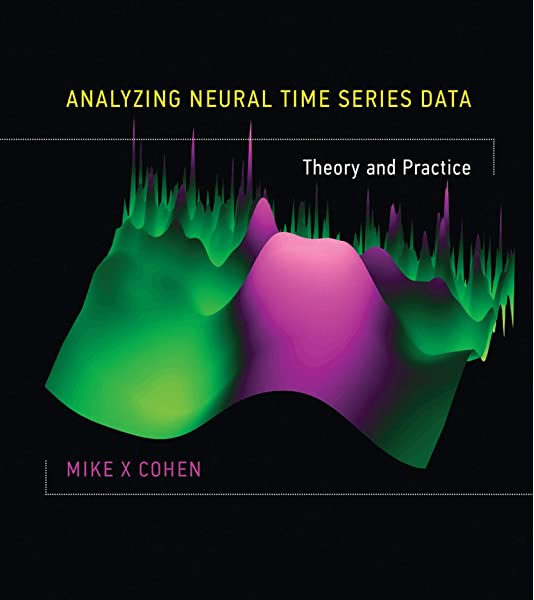 ANALYZING NEURAL TIME SERIES DATA
Theory and Practice
MIKE X COHEN